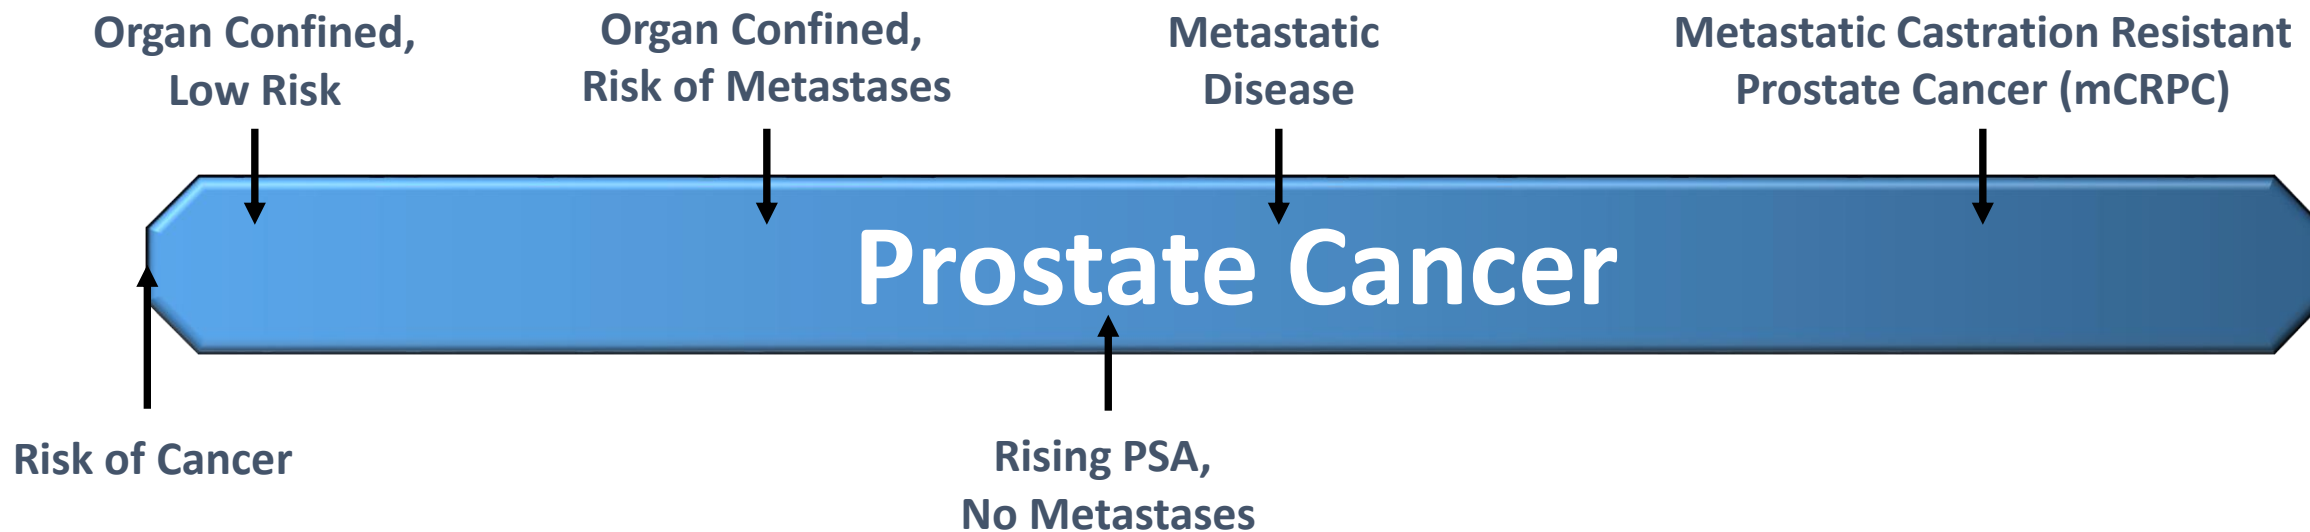 Organ Confined,
Low Risk
Organ Confined,
Risk of Metastases
Metastatic
Disease
Metastatic Castration Resistant
Prostate Cancer (mCRPC)
Prostate Cancer
Risk of Cancer
Rising PSA,
No Metastases